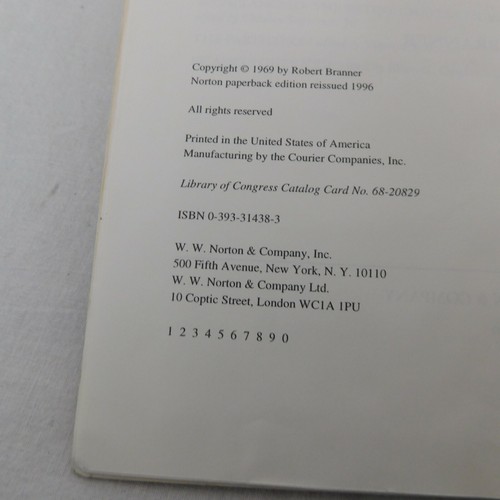 Copyright © 1969 by Robert Branner
Norton paperback edition reissued 1996
All rights reserved
Printed in the United States of America
Manufacturing by the Courier Companies, Inc.
Library of Congress Catalog Card No. 68-20829
ISBN 0-393-31438-3
W. W. Norton & Company, Inc.
500 Fifth Avenue, New York, N. Y. 10110
W. W. Norton & Company Ltd.
10 Coptic Street, London WC1A 1PU
1 2 3 4 5 6 7 8 9 0